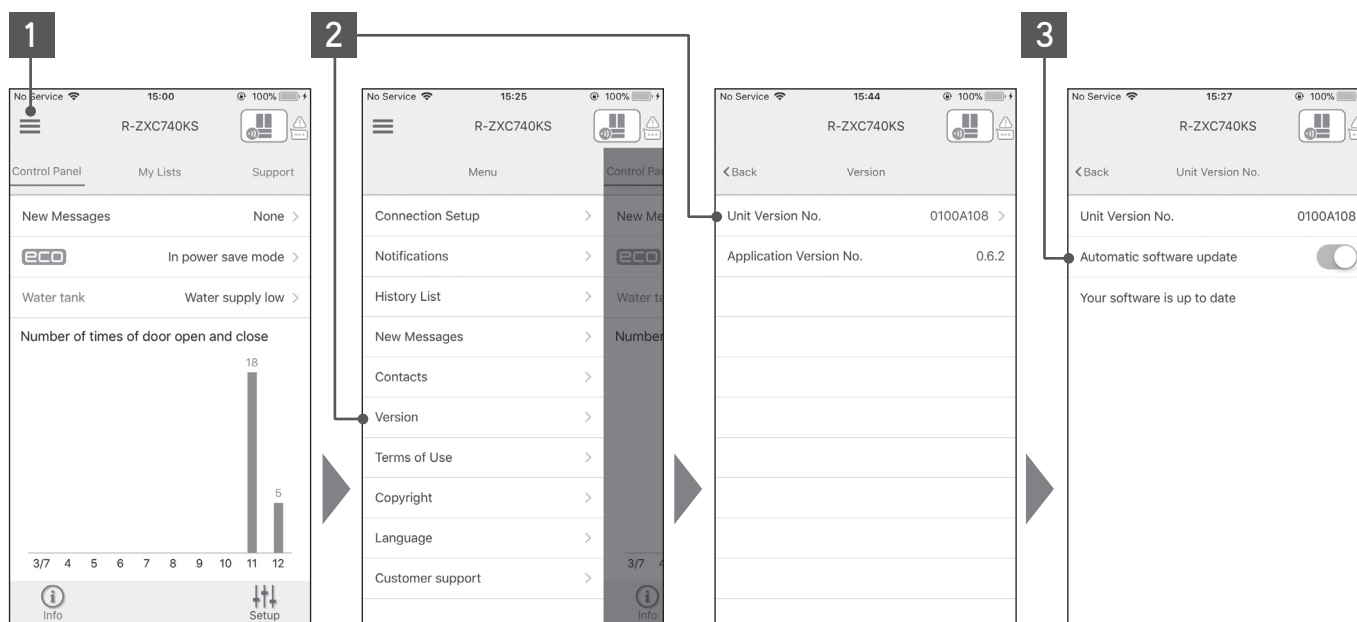 1
2
3
No Service 15:00 100%
R-ZXC740KS
Control Panel My Lists Support
New Messages None >
eco In power save mode >
Water tank Water supply low >
Number of times of door open and close
18
5
3/7 4 5 6 7 8 9 10 11 12
Info Setup
No Service 15:25 100%
R-ZXC740KS
Menu Control Pa
Connection Setup > New Me
Notifications > eco
History List > Water ta
New Messages > Number
Contacts >
Version >
Terms of Use >
Copyright >
Language >
Customer support >
3/7 4
Info
No Service 15:44 100%
R-ZXC740KS
<Back Version
Unit Version No. 0100A108 >
Application Version No. 0.6.2
No Service 15:27 100%
R-ZXC740KS
<Back Unit Version No.
Unit Version No. 0100A108
Automatic software update
Your software is up to date